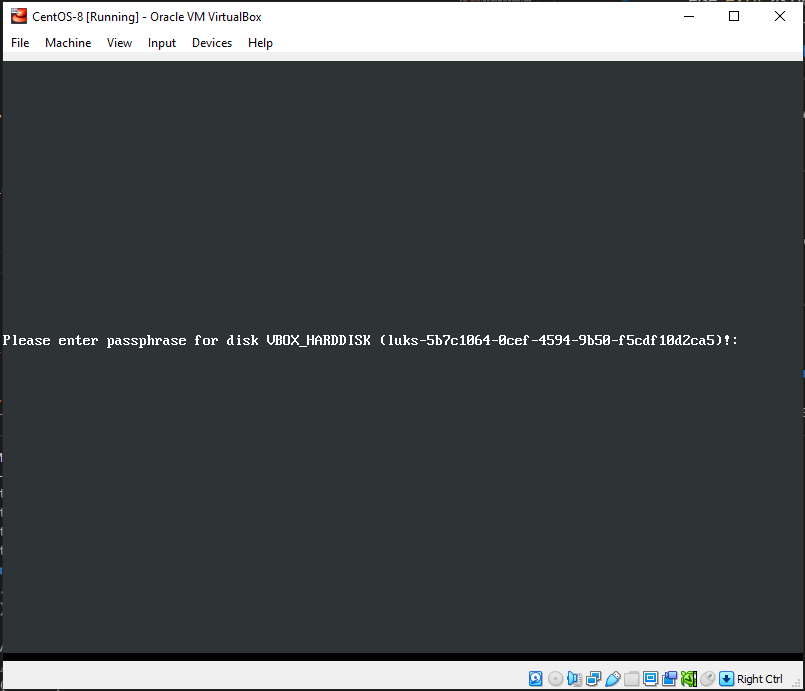 CentOS-8 [Running] - Oracle VM VirtualBox
File Machine View Input Devices Help
Please enter passphrase for disk VBOX_HARDDISK (luks-5b7c1064-0cef-4594-9b50-f5cdf10d2ca5)!:
Right Ctrl